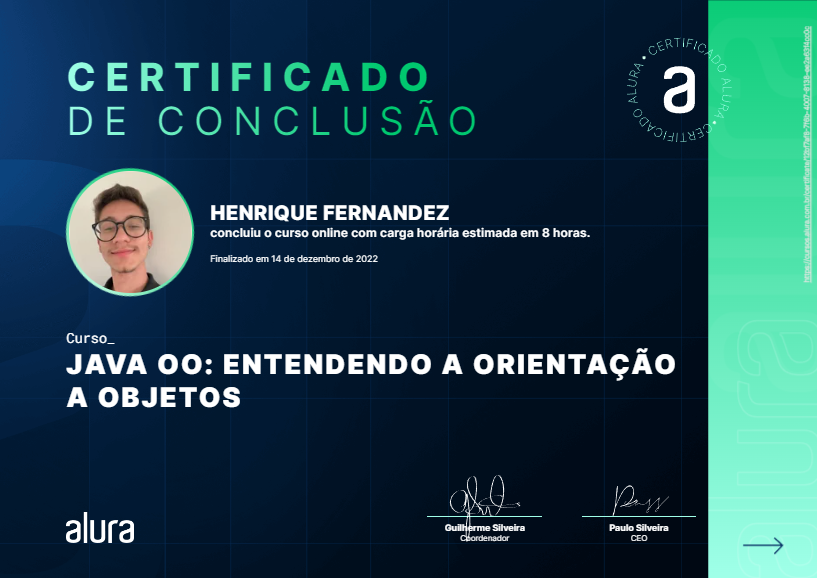 CERTIFICADO
DE CONCLUSÃO
CERTIFICADO ALURA • CERTIFICADO ALURA •
a
HENRIQUE FERNANDEZ
concluiu o curso online com carga horária estimada em 8 horas.
Finalizado em 14 de dezembro de 2022
Curso_
JAVA OO: ENTENDENDO A ORIENTAÇÃO
A OBJETOS
alura
Guilherme Silveira
Coordenador
Paulo Silveira
CEO
alura